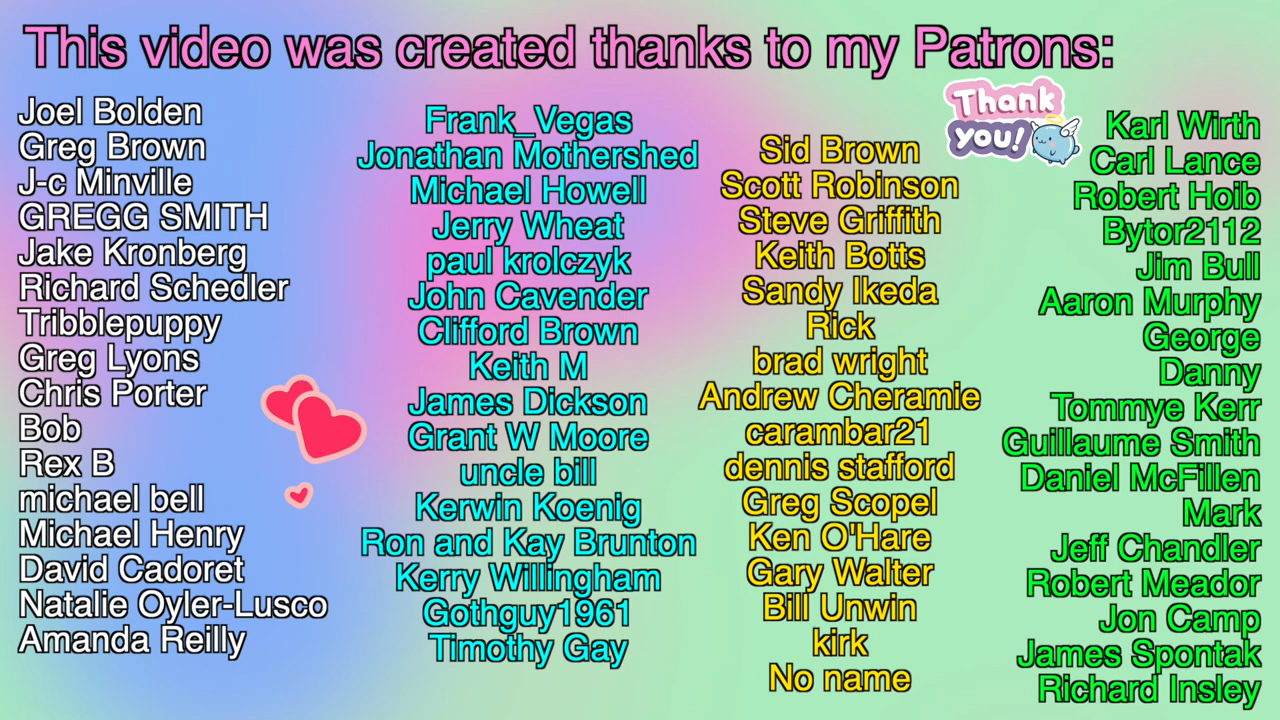 This video was created thanks to my Patrons:
Thank
you!
Joel Bolden
Greg Brown
J-c Minville
GREGG SMITH
Jake Kronberg
Richard Schedler
Tribblepuppy
Greg Lyons
Chris Porter
Bob
Rex B
michael bell
Michael Henry
David Cadoret
Natalie Oyler-Lusco
Amanda Reilly
Frank_Vegas
Jonathan Mothershed
Michael Howell
Jerry Wheat
paul krolczyk
John Cavender
Clifford Brown
Keith M
James Dickson
Grant W Moore
uncle bill
Kerwin Koenig
Ron and Kay Brunton
Kerry Willingham
Gothguy1961
Timothy Gay
Sid Brown
Scott Robinson
Steve Griffith
Keith Botts
Sandy Ikeda
Rick
brad wright
Andrew Cheramie
carambar21
dennis stafford
Greg Scopel
Ken O'Hare
Gary Walter
Bill Unwin
kirk
No name
Karl Wirth
Carl Lance
Robert Hoib
Bytor2112
Jim Bull
Aaron Murphy
George
Danny
Tommye Kerr
Guillaume Smith
Daniel McFillen
Mark
Jeff Chandler
Robert Meador
Jon Camp
James Spontak
Richard Insley